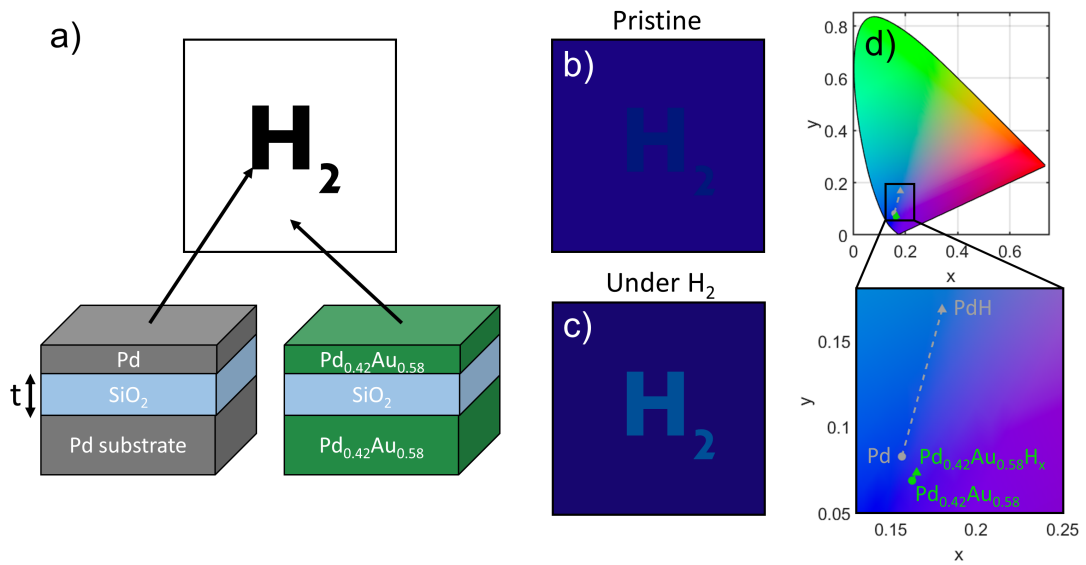 a)
H₂
Pd
SiO₂
Pd substrate
t
Pd₀.₄₂Au₀.₅₈
SiO₂
Pd₀.₄₂Au₀.₅₈
Pristine
b)
H₂
Under H₂
c)
H₂
d)
y
0.8
0.6
0.4
0.2
0
0 0.2 0.4 0.6
x
y
0.15
0.1
0.05
PdH
Pd
Pd₀.₄₂Au₀.₅₈Hₓ
Pd₀.₄₂Au₀.₅₈
0.15 0.2 0.25
x